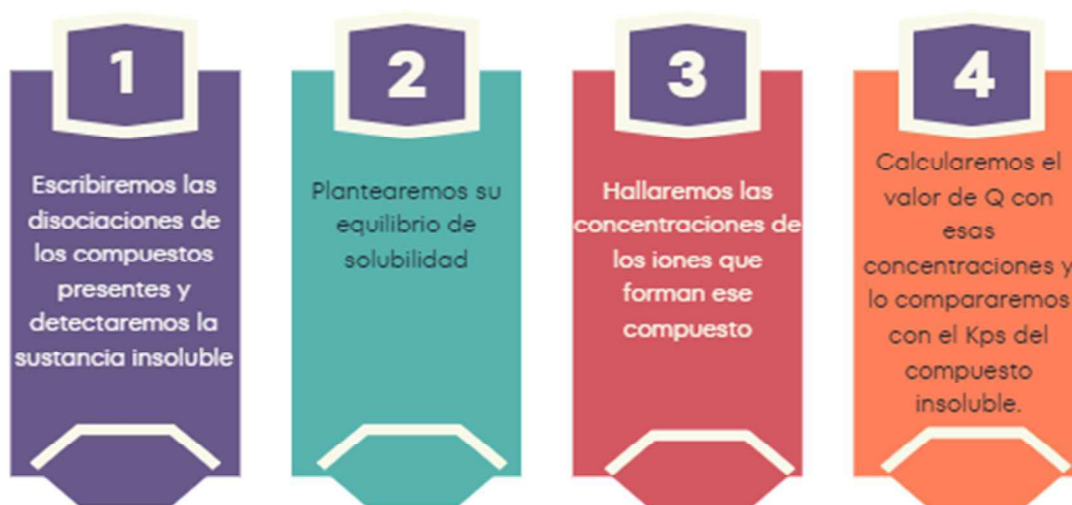 1
Escribiremos las
disociaciones de
los compuestos
presentes y
detectaremos la
sustancia insoluble
2
Plantearemos su
equilibrio de
solubilidad
3
Hallaremos las
concentraciones de
los iones que
forman ese
compuesto
4
Calcularemos el
valor de Q con
esas
concentraciones y
lo compararemos
con el Kps del
compuesto
insoluble.